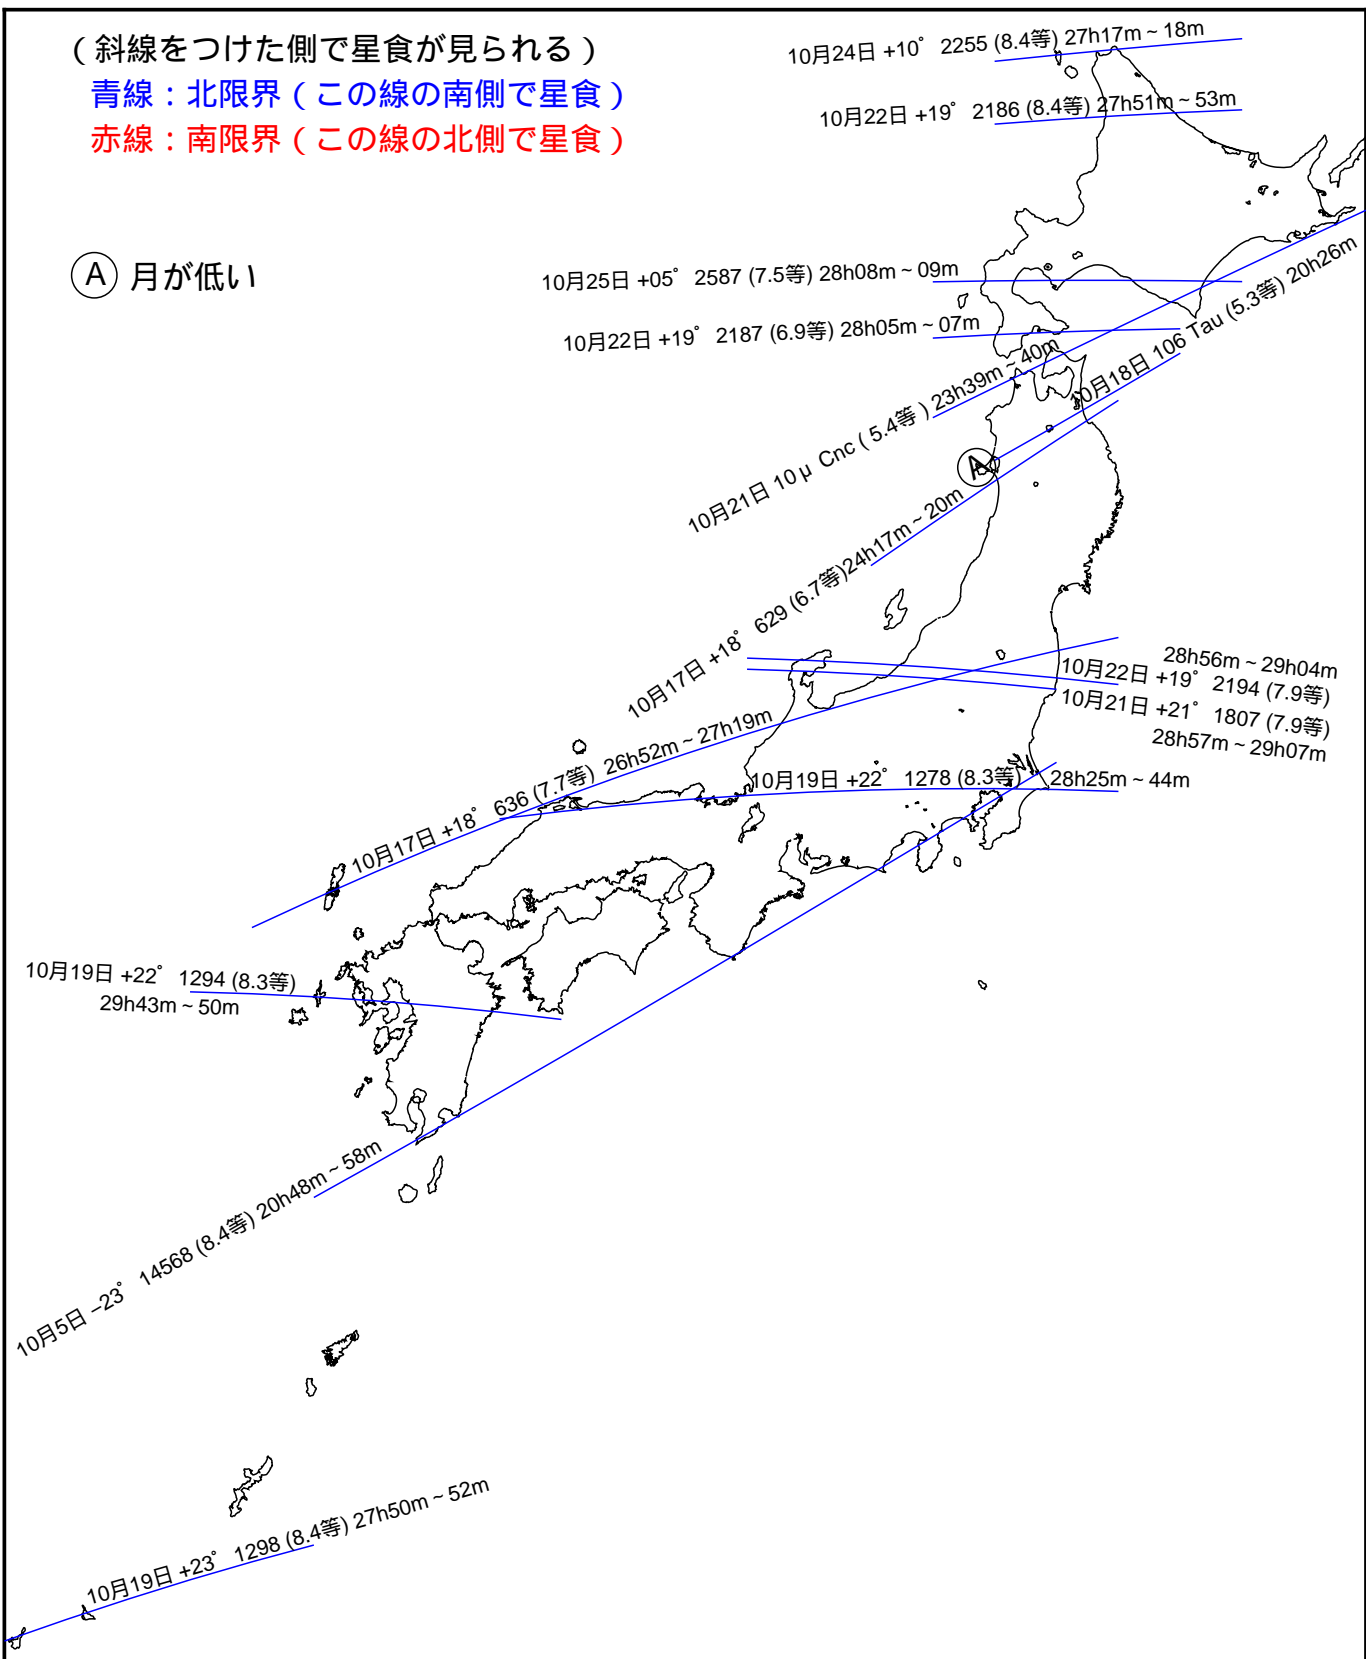 (斜線をつけた側で星食が見られる)
青線:北限界(この線の南側で星食)
赤線:南限界(この線の北側で星食)
10月24日 +10° 2255 (8.4等) 27h17m ~ 18m
10月22日 +19° 2186 (8.4等) 27h51m ~ 53m
A 月が低い
10月25日 +05° 2587 (7.5等) 28h08m ~ 09m
10月22日 +19° 2187 (6.9等) 28h05m ~ 07m
10月18日 106 Tau (5.3等) 20h26m
10月21日 10μ Cnc (5.4等) 23h39m ~ 40m
A
10月17日 +18° 629 (6.7等)24h17m ~ 20m
28h56m ~ 29h04m
10月22日 +19° 2194 (7.9等)
10月21日 +21° 1807 (7.9等)
28h57m ~ 29h07m
10月17日 +18° 636 (7.7等) 26h52m ~ 27h19m
10月19日 +22° 1278 (8.3等) 28h25m ~ 44m
10月19日 +22° 1294 (8.3等)
29h43m ~ 50m
10月5日 −23° 14568 (8.4等) 20h48m ~ 58m
10月19日 +23° 1298 (8.4等) 27h50m ~ 52m